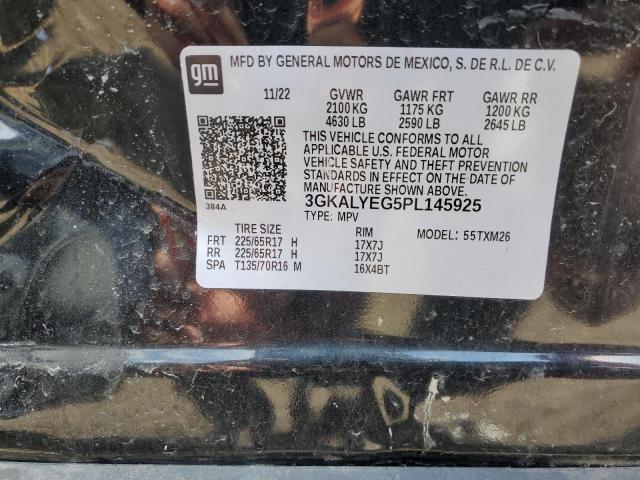 gm
MFD BY GENERAL MOTORS DE MEXICO, S. DE R.L. DE C.V.
11/22 GVWR GAWR FRT GAWR RR
2100 KG 1175 KG 1200 KG
4630 LB 2590 LB 2645 LB
THIS VEHICLE CONFORMS TO ALL
APPLICABLE U.S. FEDERAL MOTOR
VEHICLE SAFETY AND THEFT PREVENTION
STANDARDS IN EFFECT ON THE DATE OF
MANUFACTURE SHOWN ABOVE.
384A 3GKALYEG5PL145925
TYPE: MPV
TIRE SIZE RIM MODEL: 55TXM26
FRT 225/65R17 H 17X7J
RR 225/65R17 H 17X7J
SPA T135/70R16 M 16X4BT